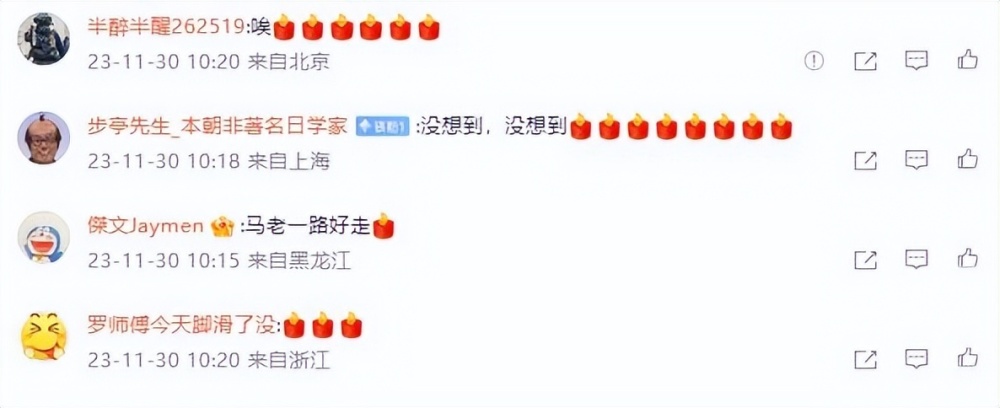 半醉半醒262519:唉
23-11-30 10:20 来自北京
步亭先生_本朝非著名日学家 :没想到，没想到
23-11-30 10:18 来自上海
傑文Jaymen :马老一路好走
23-11-30 10:15 来自黑龙江
罗师傅今天脚滑了没:
23-11-30 10:20 来自浙江